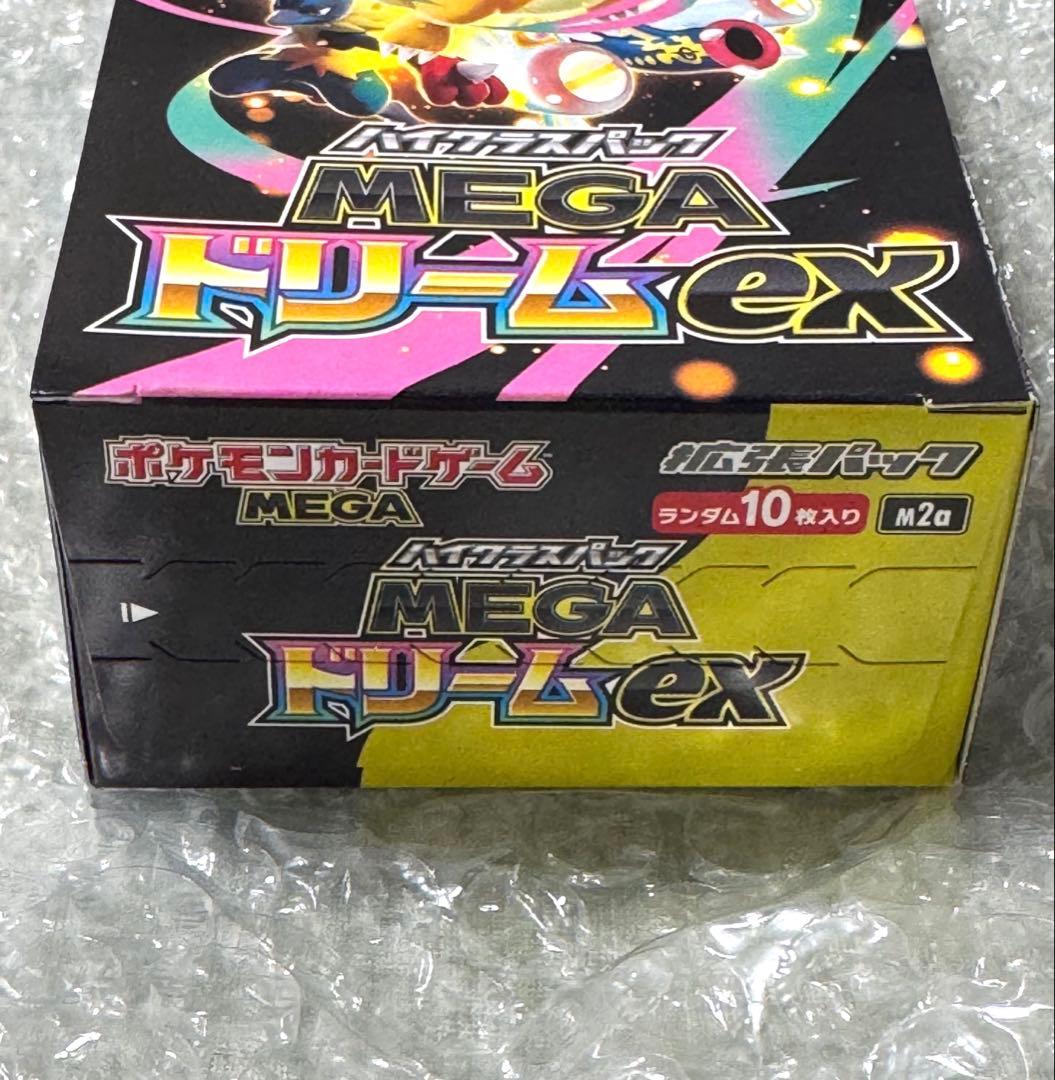 ハイクラスパック
MEGA
ドリームex
ポケモンカードゲーム
MEGA
拡張パック
ランダム10枚入り
M2a
ハイクラスパック
MEGA
ドリームex